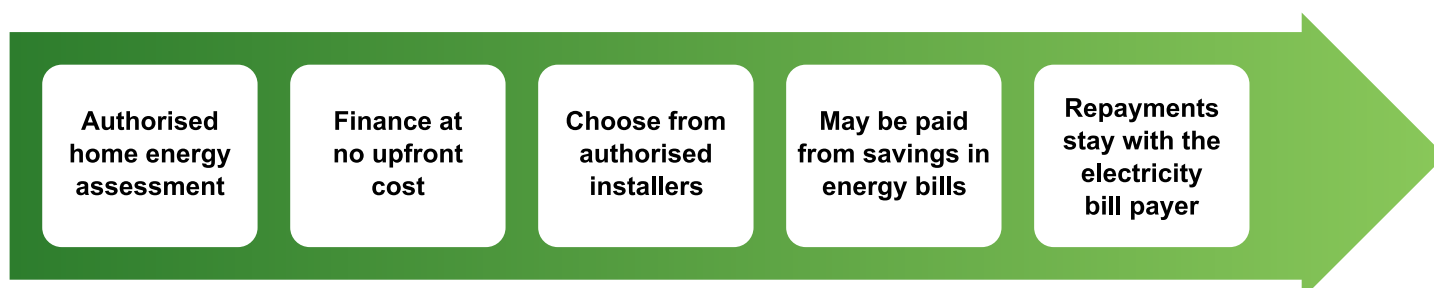 Authorised
home energy
assessment
Finance at
no upfront
cost
Choose from
authorised
installers
May be paid
from savings in
energy bills
Repayments
stay with the
electricity
bill payer